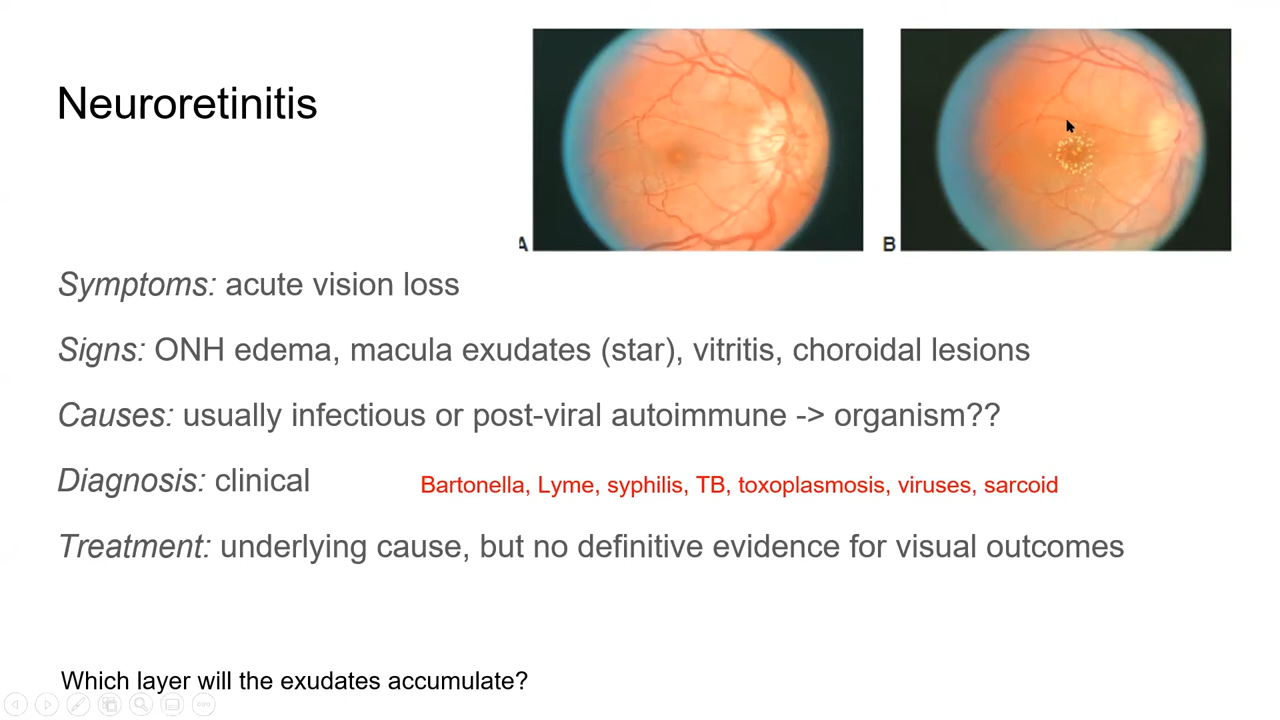 Neuroretinitis
A
B
Symptoms: acute vision loss
Signs: ONH edema, macula exudates (star), vitritis, choroidal lesions
Causes: usually infectious or post-viral autoimmune -> organism??
Diagnosis: clinical
Bartonella, Lyme, syphilis, TB, toxoplasmosis, viruses, sarcoid
Treatment: underlying cause, but no definitive evidence for visual outcomes
Which layer will the exudates accumulate?